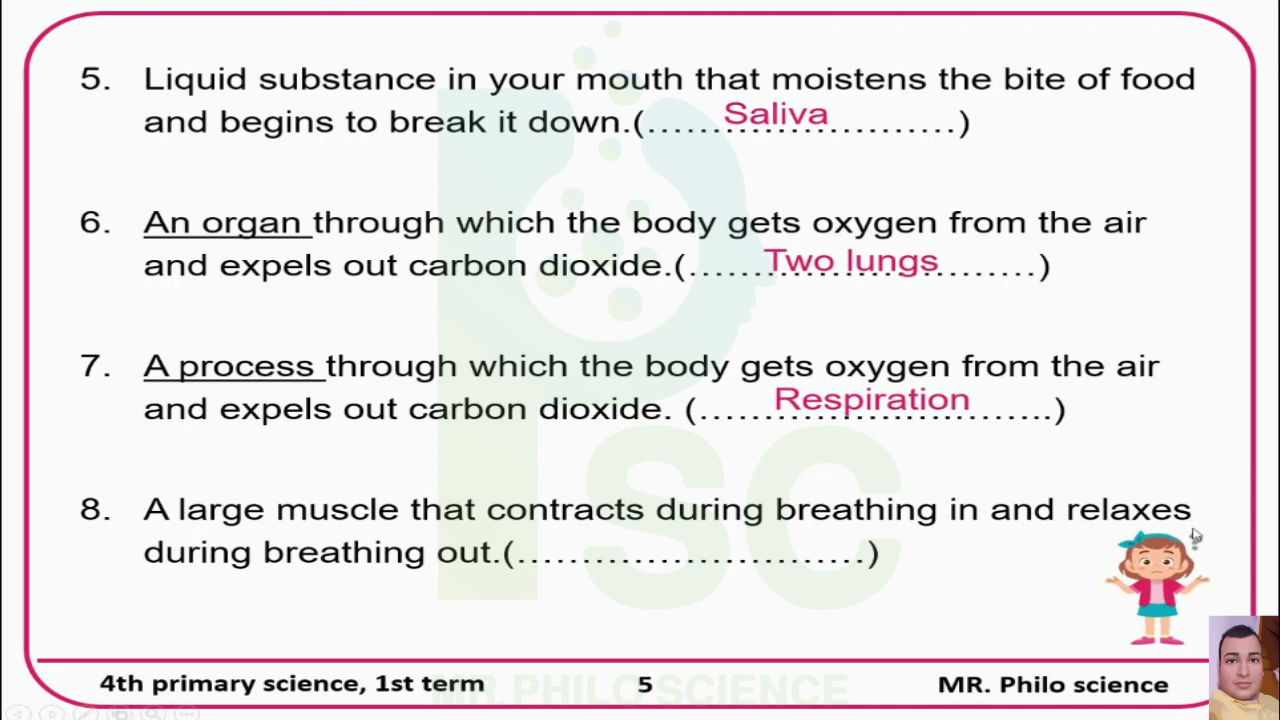 5. Liquid substance in your mouth that moistens the bite of food
and begins to break it down.(……Saliva……………)
6. An organ through which the body gets oxygen from the air
and expels out carbon dioxide.(……Two lungs…………)
7. A process through which the body gets oxygen from the air
and expels out carbon dioxide. (……Respiration……..)
8. A large muscle that contracts during breathing in and relaxes
during breathing out.(………………………)
PSC
MR. PHILO SCIENCE
4th primary science, 1st term 5 MR. Philo science